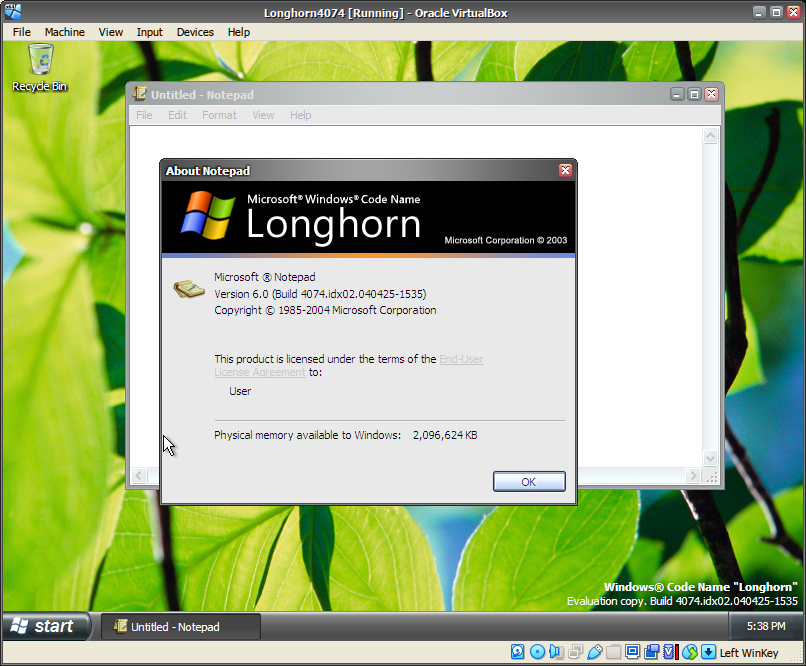 Longhorn4074 [Running] - Oracle VirtualBox
File Machine View Input Devices Help
Recycle Bin
Untitled - Notepad
File Edit Format View Help
About Notepad
Microsoft® Windows® Code Name
Longhorn
Microsoft Corporation © 2003
Microsoft ® Notepad
Version 6.0 (Build 4074.idx02.040425-1535)
Copyright © 1985-2004 Microsoft Corporation
This product is licensed under the terms of the End-User
License Agreement to:
User
Physical memory available to Windows: 2,096,624 KB
OK
Windows® Code Name "Longhorn"
Evaluation copy. Build 4074.idx02.040425-1535
start Untitled - Notepad 5:38 PM
Left WinKey